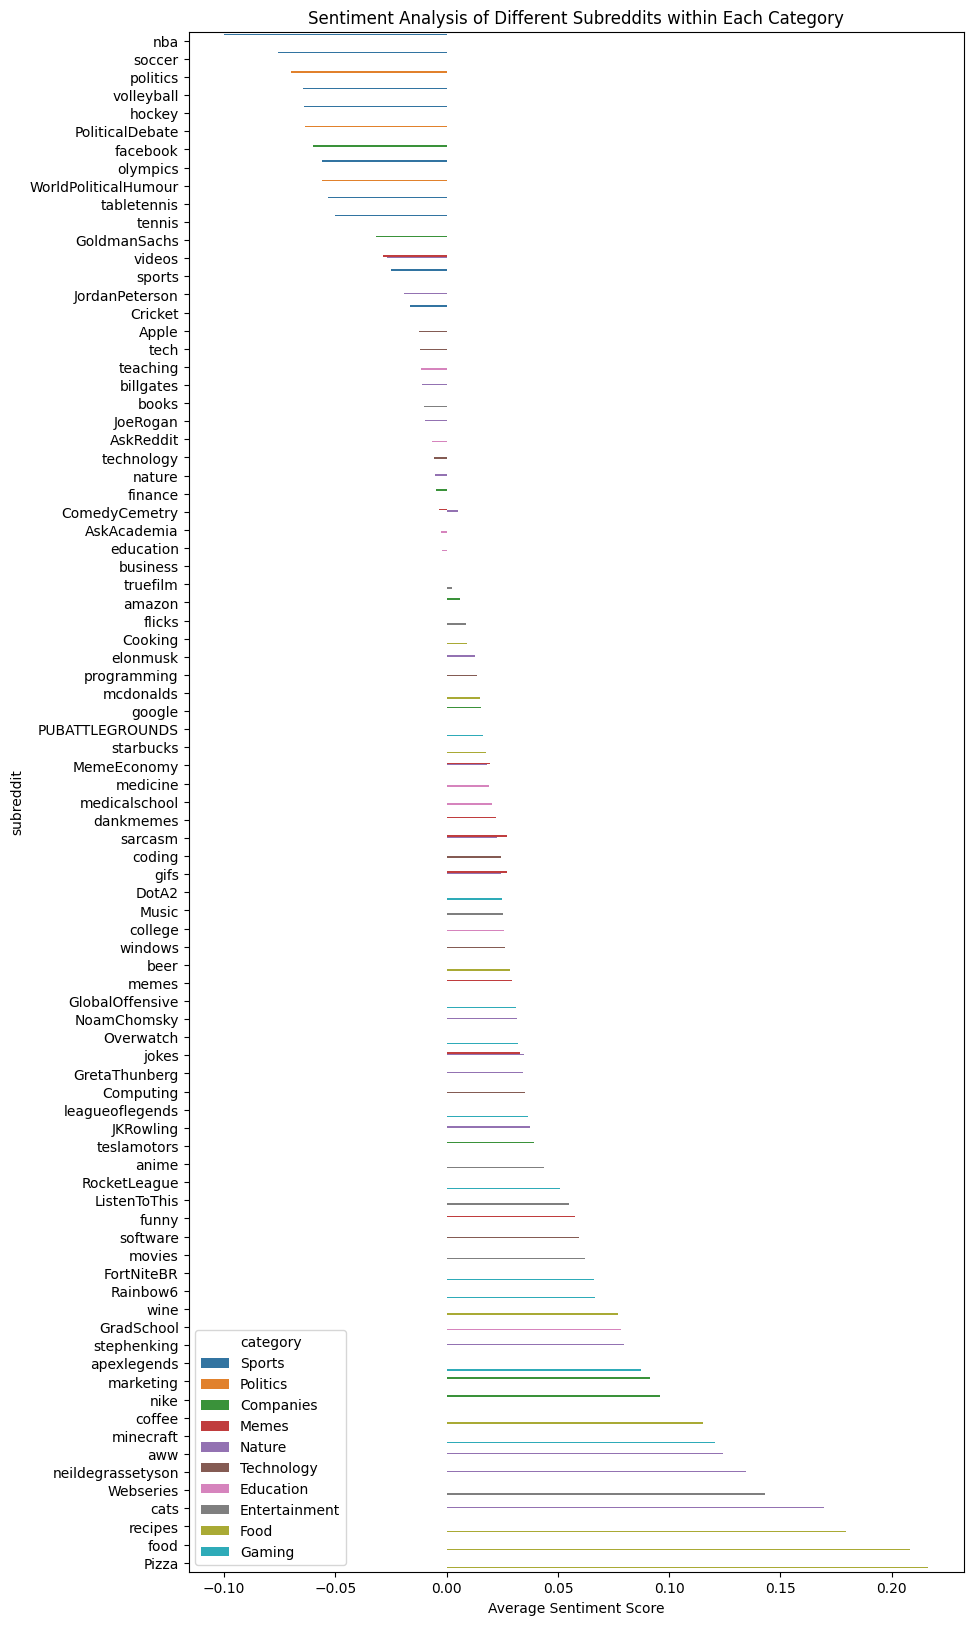 Sentiment Analysis of Different Subreddits within Each Category
nba
soccer
politics
volleyball
hockey
PoliticalDebate
facebook
olympics
WorldPoliticalHumour
tabletennis
tennis
GoldmanSachs
videos
sports
JordanPeterson
Cricket
Apple
tech
teaching
billgates
books
JoeRogan
AskReddit
technology
nature
finance
ComedyCemetry
AskAcademia
education
business
truefilm
amazon
flicks
Cooking
elonmusk
programming
mcdonalds
google
PUBATTLEGROUNDS
starbucks
MemeEconomy
medicine
medicalschool
dankmemes
sarcasm
coding
gifs
DotA2
Music
college
windows
beer
memes
GlobalOffensive
NoamChomsky
Overwatch
jokes
GretaThunberg
Computing
leagueoflegends
JKRowling
teslamotors
anime
RocketLeague
ListenToThis
funny
software
movies
FortNiteBR
Rainbow6
wine
GradSchool
stephenking
apexlegends
marketing
nike
coffee
minecraft
aww
neildegrassetyson
Webseries
cats
recipes
food
Pizza
subreddit
category
Sports
Politics
Companies
Memes
Nature
Technology
Education
Entertainment
Food
Gaming
−0.10 −0.05 0.00 0.05 0.10 0.15 0.20
Average Sentiment Score